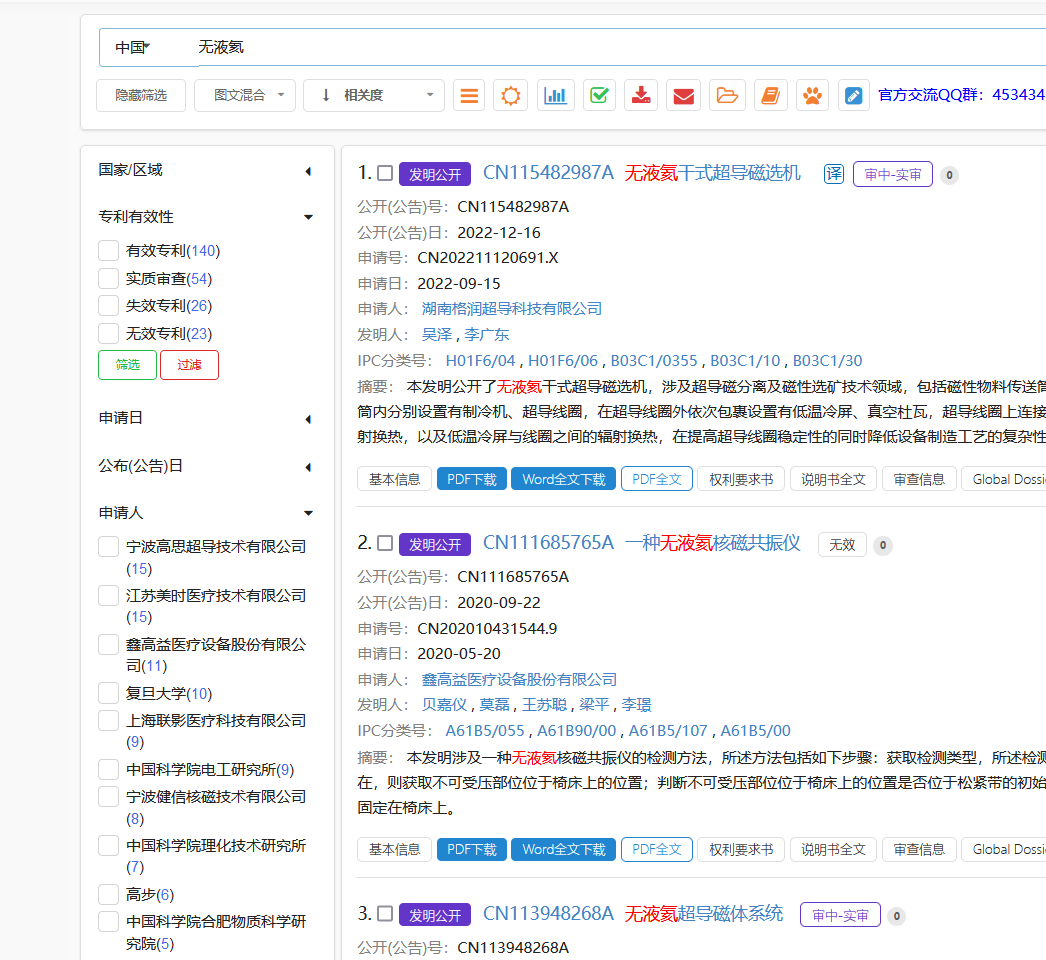 中国 无液氦
隐藏筛选 图文混合 相关度 官方交流QQ群：453434
国家/区域
专利有效性
有效专利(140)
实质审查(54)
失效专利(26)
无效专利(23)
筛选 过滤
申请日
公布(公告)日
申请人
宁波高思超导技术有限公司
(15)
江苏美时医疗技术有限公司
(15)
鑫高益医疗设备股份有限公
司(11)
复旦大学(10)
上海联影医疗科技有限公司
(9)
中国科学院电工研究所(9)
宁波健信核磁技术有限公司
(8)
中国科学院理化技术研究所
(7)
高步(6)
中国科学院合肥物质科学研
究院(5)
1. 发明公开 CN115482987A 无液氦干式超导磁选机 译 审中-实审 0
公开(公告)号：CN115482987A
公开(公告)日：2022-12-16
申请号：CN202211120691.X
申请日：2022-09-15
申请人：湖南格润超导科技有限公司
发明人：吴泽 , 李广东
IPC分类号：H01F6/04 , H01F6/06 , B03C1/0355 , B03C1/10 , B03C1/30
摘要：本发明公开了无液氦干式超导磁选机，涉及超导磁分离及磁性选矿技术领域，包括磁性物料传送筒
筒内分别设置有制冷机、超导线圈，在超导线圈外依次包裹设置有低温冷屏、真空杜瓦，超导线圈上连接
射换热，以及低温冷屏与线圈之间的辐射换热，在提高超导线圈稳定性的同时降低设备制造工艺的复杂性
基本信息 PDF下载 Word全文下载 PDF全文 权利要求书 说明书全文 审查信息 Global Dossi
2. 发明公开 CN111685765A 一种无液氦核磁共振仪 无效 0
公开(公告)号：CN111685765A
公开(公告)日：2020-09-22
申请号：CN202010431544.9
申请日：2020-05-20
申请人：鑫高益医疗设备股份有限公司
发明人：贝嘉仪 , 莫磊 , 王苏聪 , 梁平 , 李璟
IPC分类号：A61B5/055 , A61B90/00 , A61B5/107 , A61B5/00
摘要：本发明涉及一种无液氦核磁共振仪的检测方法，所述方法包括如下步骤：获取检测类型，所述检测
在，则获取不可受压部位位于椅床上的位置；判断不可受压部位位于椅床上的位置是否位于松紧带的初始
固定在椅床上。
基本信息 PDF下载 Word全文下载 PDF全文 权利要求书 说明书全文 审查信息 Global Dossi
3. 发明公开 CN113948268A 无液氦超导磁体系统 审中-实审 0
公开(公告)号：CN113948268A